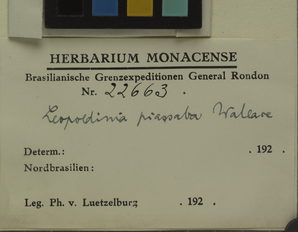 HERBARIUM MONACENSE
Brasilianische Grenzexpeditionen General Rondon
Nr. 22663 .
Leopoldinia piassaba Wallace
Determ.: . 192 .
Nordbrasilien:
Leg. Ph. v. Luetzelburg . 192 .